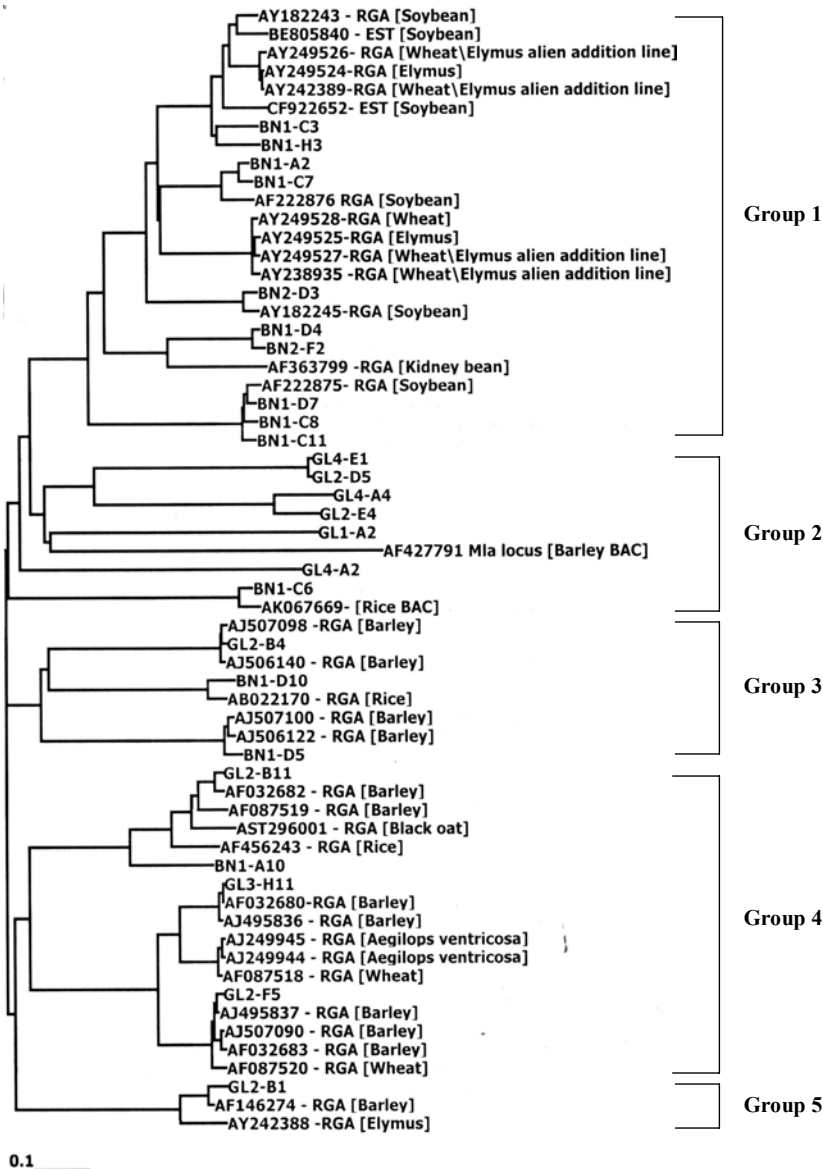 AY182243 - RGA [Soybean]
BE805840 - EST [Soybean]
AY249526- RGA [Wheat\Elymus alien addition line]
AY249524-RGA [Elymus]
AY242389-RGA [Wheat\Elymus alien addition line]
CF922652- EST [Soybean]
BN1-C3
BN1-H3
BN1-A2
BN1-C7
AF222876 RGA [Soybean]
AY249528-RGA [Wheat]
Group 1
AY249525-RGA [Elymus]
AY249527-RGA [Wheat\Elymus alien addition line]
AY238935 -RGA [Wheat\Elymus alien addition line]
BN2-D3
AY182245-RGA [Soybean]
BN1-D4
BN2-F2
AF363799 -RGA [Kidney bean]
AF222875- RGA [Soybean]
BN1-D7
BN1-C8
BN1-C11
GL4-E1
GL2-D5
GL4-A4
GL2-E4
GL1-A2
Group 2
AF427791 Mla locus [Barley BAC]
GL4-A2
BN1-C6
AK067669- [Rice BAC]
AJ507098 -RGA [Barley]
GL2-B4
AJ506140 - RGA [Barley]
BN1-D10
Group 3
AB022170 - RGA [Rice]
AJ507100 - RGA [Barley]
AJ506122 - RGA [Barley]
BN1-D5
GL2-B11
AF032682 - RGA [Barley]
AF087519 - RGA [Barley]
AST296001 - RGA [Black oat]
AF456243 - RGA [Rice]
BN1-A10
GL3-H11
AF032680-RGA [Barley]
AJ495836 - RGA [Barley]
Group 4
AJ249945 - RGA [Aegilops ventricosa]
AJ249944 - RGA [Aegilops ventricosa]
AF087518 - RGA [Wheat]
GL2-F5
AJ495837 - RGA [Barley]
AJ507090 - RGA [Barley]
AF032683 - RGA [Barley]
AF087520 - RGA [Wheat]
GL2-B1
AF146274 - RGA [Barley]
Group 5
AY242388 -RGA [Elymus]
0.1